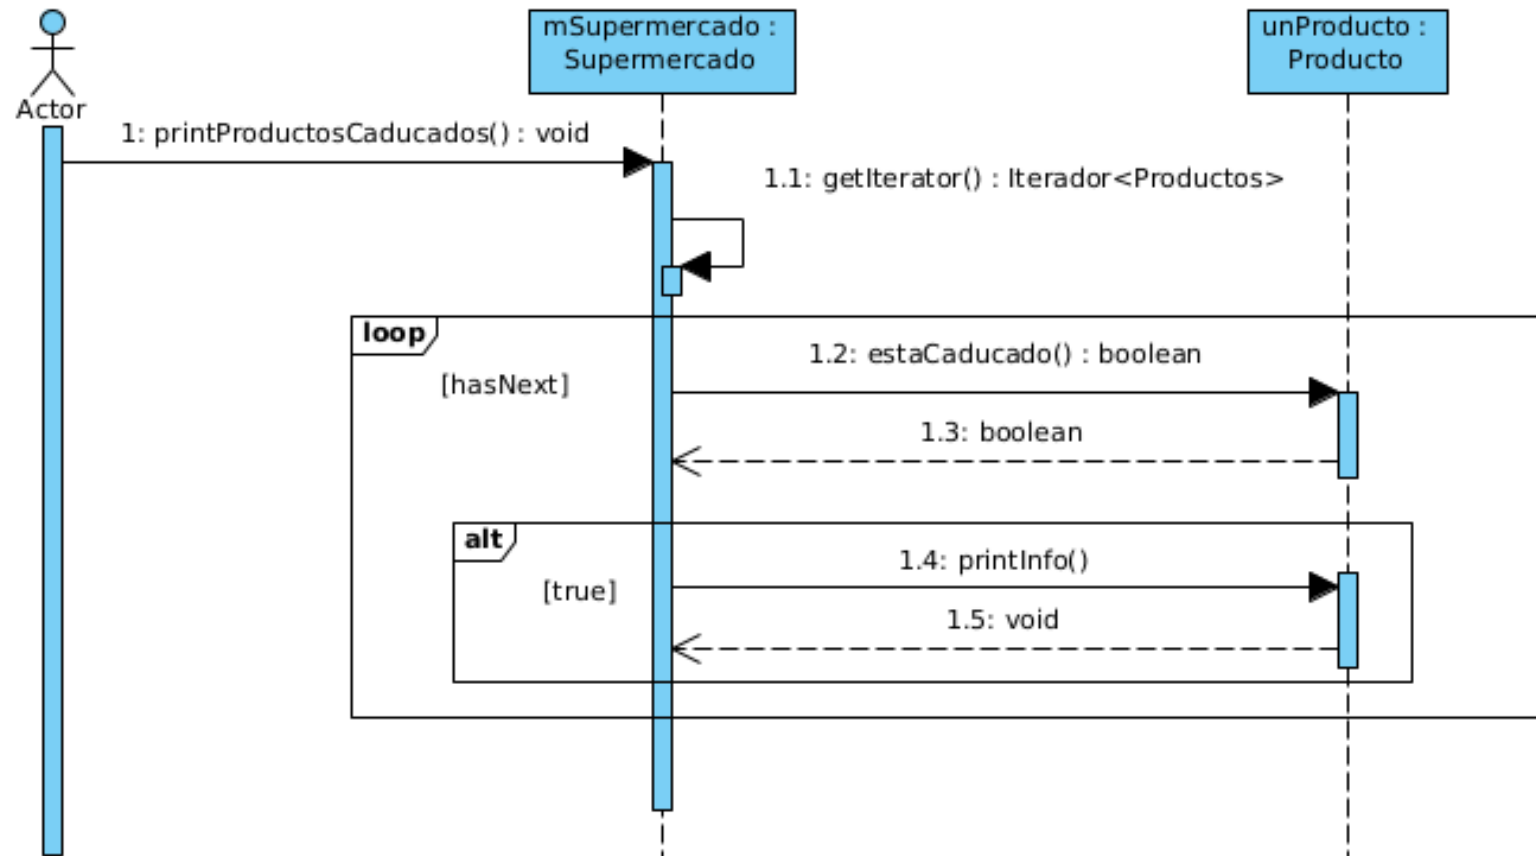 mSupermercado :
Supermercado
unProducto :
Producto
Actor
1: printProductosCaducados() : void
1.1: getIterator() : Iterador<Productos>
loop
[hasNext]
1.2: estaCaducado() : boolean
1.3: boolean
alt
[true]
1.4: printInfo()
1.5: void